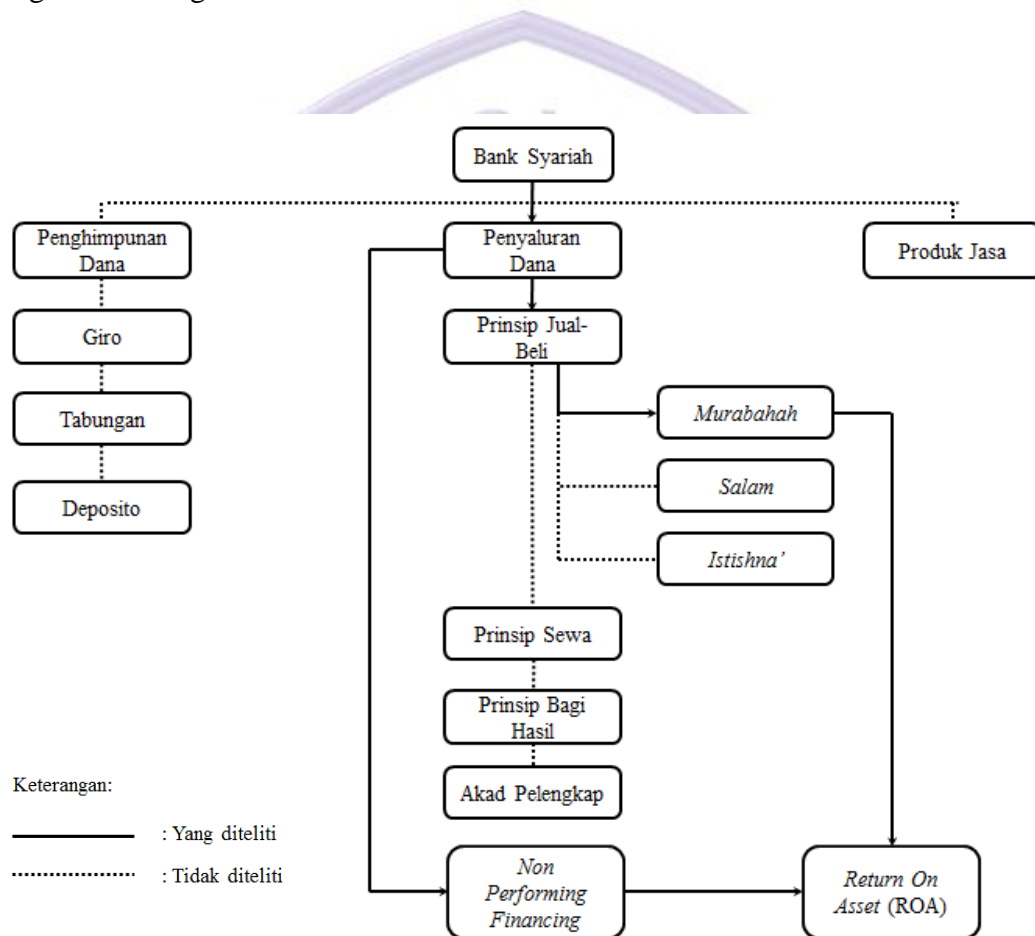 Bank Syariah
Penghimpunan
Dana
Penyaluran
Dana
Produk Jasa
Giro
Prinsip Jual-
Beli
Tabungan
Murabahah
Deposito
Salam
Istishna’
Prinsip Sewa
Prinsip Bagi
Hasil
Akad Pelengkap
Keterangan:
: Yang diteliti
: Tidak diteliti
Non
Performing
Financing
Return On
Asset (ROA)